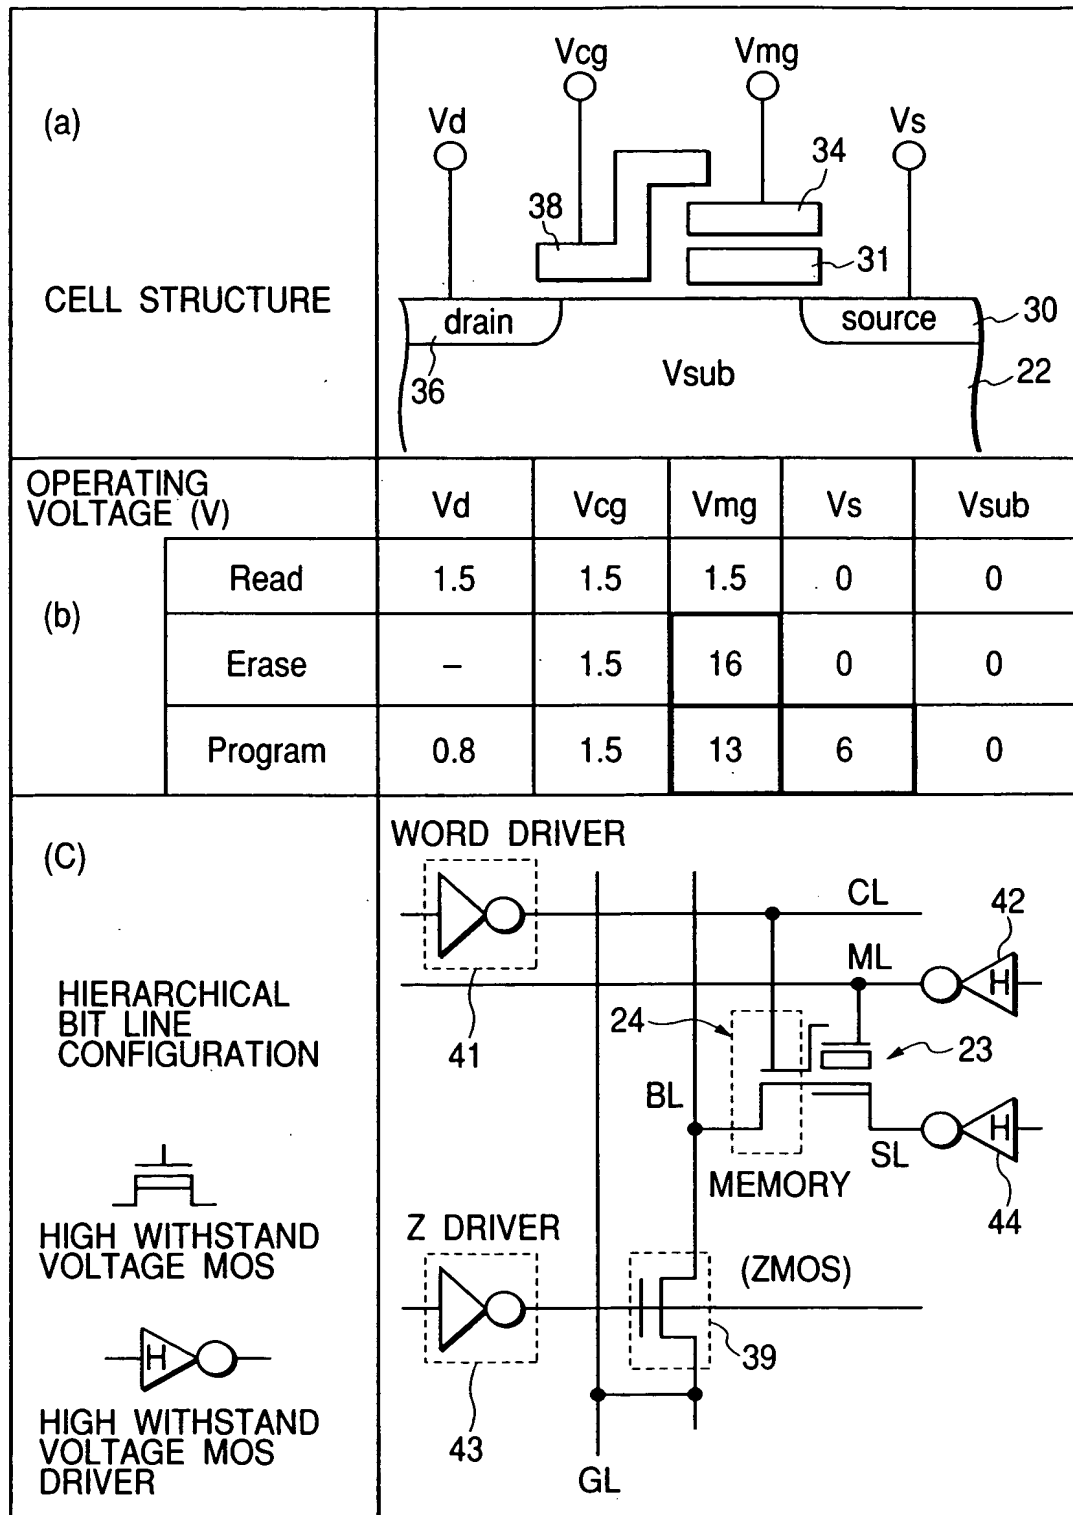 (a)
CELL STRUCTURE
Vcg
Vmg
Vd
Vs
34
38
31
drain
source
30
36
Vsub
22
OPERATING
VOLTAGE (V)
Vd Vcg Vmg Vs Vsub
(b)
Read 1.5 1.5 1.5 0 0
Erase – 1.5 16 0 0
Program 0.8 1.5 13 6 0
(C)
HIERARCHICAL
BIT LINE
CONFIGURATION
HIGH WITHSTAND
VOLTAGE MOS
H
HIGH WITHSTAND
VOLTAGE MOS
DRIVER
WORD DRIVER
CL
42
ML
H
41
24
23
BL
H
SL
MEMORY
44
Z DRIVER
(ZMOS)
39
43
GL